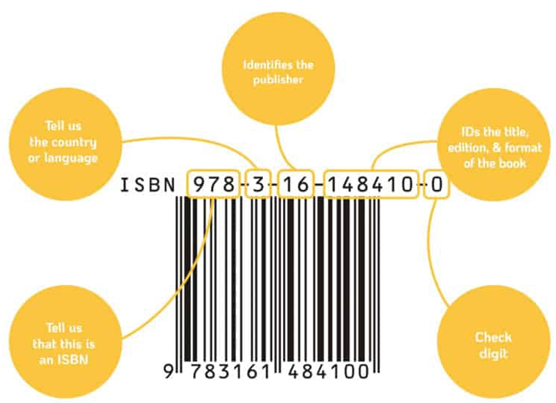 Identifies the
publisher
Tell us
the country
or language
IDs the title,
edition, & format
of the book
ISBN 978-3-16-148410-0
Tell us
that this is
an ISBN
Check
digit
9 783161 484100